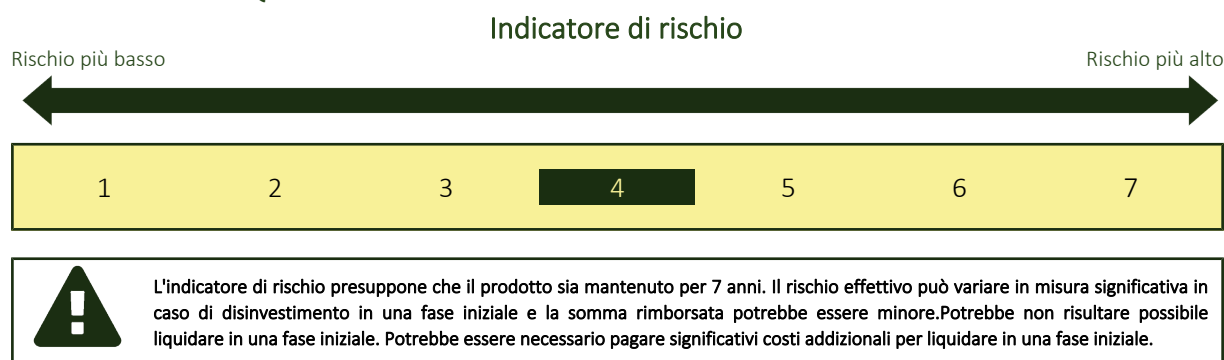 Indicatore di rischio
Rischio più basso
Rischio più alto
1 2 3 4 5 6 7
L'indicatore di rischio presuppone che il prodotto sia mantenuto per 7 anni. Il rischio effettivo può variare in misura significativa in
caso di disinvestimento in una fase iniziale e la somma rimborsata potrebbe essere minore.Potrebbe non risultare possibile
liquidare in una fase iniziale. Potrebbe essere necessario pagare significativi costi addizionali per liquidare in una fase iniziale.